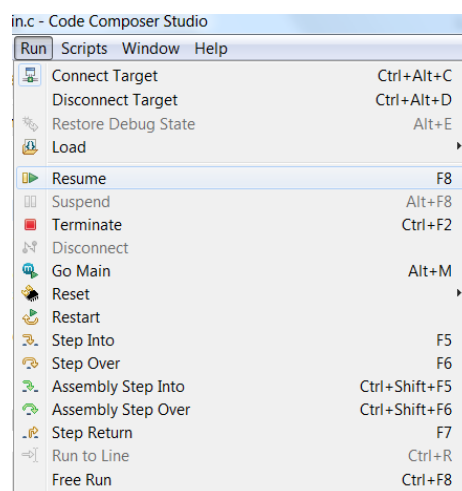 in.c - Code Composer Studio
Run Scripts Window Help
Connect Target Ctrl+Alt+C
Disconnect Target Ctrl+Alt+D
Restore Debug State Alt+E
Load
Resume F8
Suspend Alt+F8
Terminate Ctrl+F2
Disconnect
Go Main Alt+M
Reset
Restart
Step Into F5
Step Over F6
Assembly Step Into Ctrl+Shift+F5
Assembly Step Over Ctrl+Shift+F6
Step Return F7
Run to Line Ctrl+R
Free Run Ctrl+F8